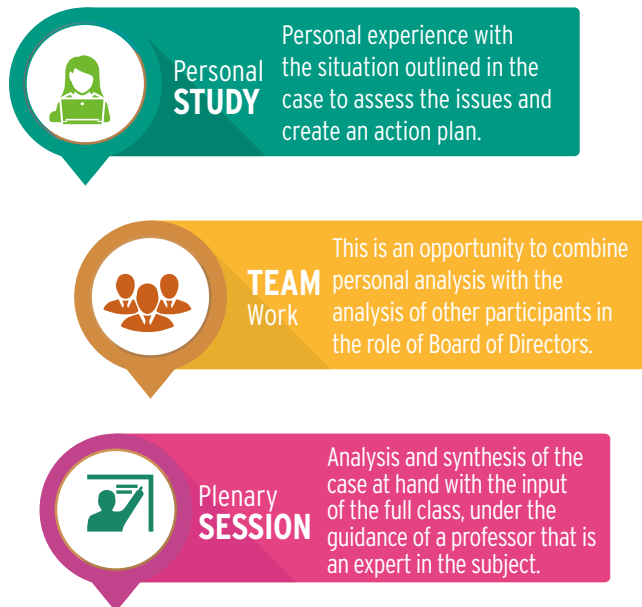 Personal
STUDY
Personal experience with
the situation outlined in the
case to assess the issues and
create an action plan.
TEAM
Work
This is an opportunity to combine
personal analysis with the
analysis of other participants in
the role of Board of Directors.
Plenary
SESSION
Analysis and synthesis of the
case at hand with the input
of the full class, under the
guidance of a professor that is
an expert in the subject.